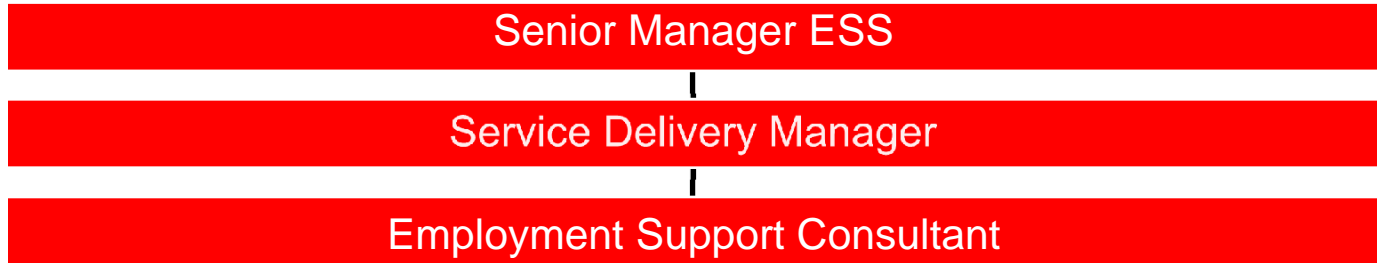 Senior Manager ESS
Service Delivery Manager
Employment Support Consultant